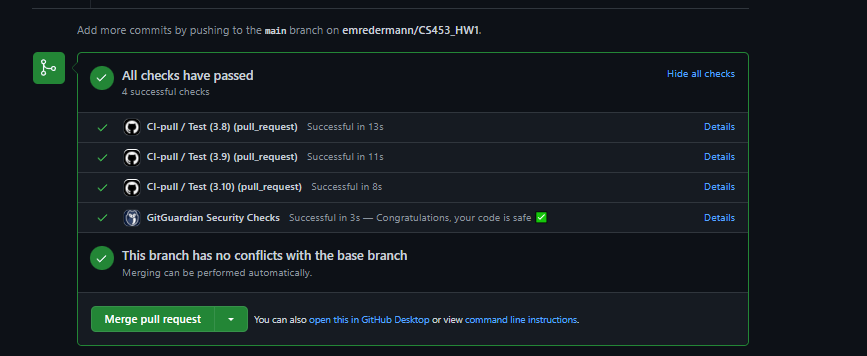 Add more commits by pushing to the main branch on emredermann/CS453_HW1.
All checks have passed
Hide all checks
4 successful checks
CI-pull / Test (3.8) (pull_request) Successful in 13s Details
CI-pull / Test (3.9) (pull_request) Successful in 11s Details
CI-pull / Test (3.10) (pull_request) Successful in 8s Details
GitGuardian Security Checks Successful in 3s — Congratulations, your code is safe ✅ Details
This branch has no conflicts with the base branch
Merging can be performed automatically.
Merge pull request You can also open this in GitHub Desktop or view command line instructions.